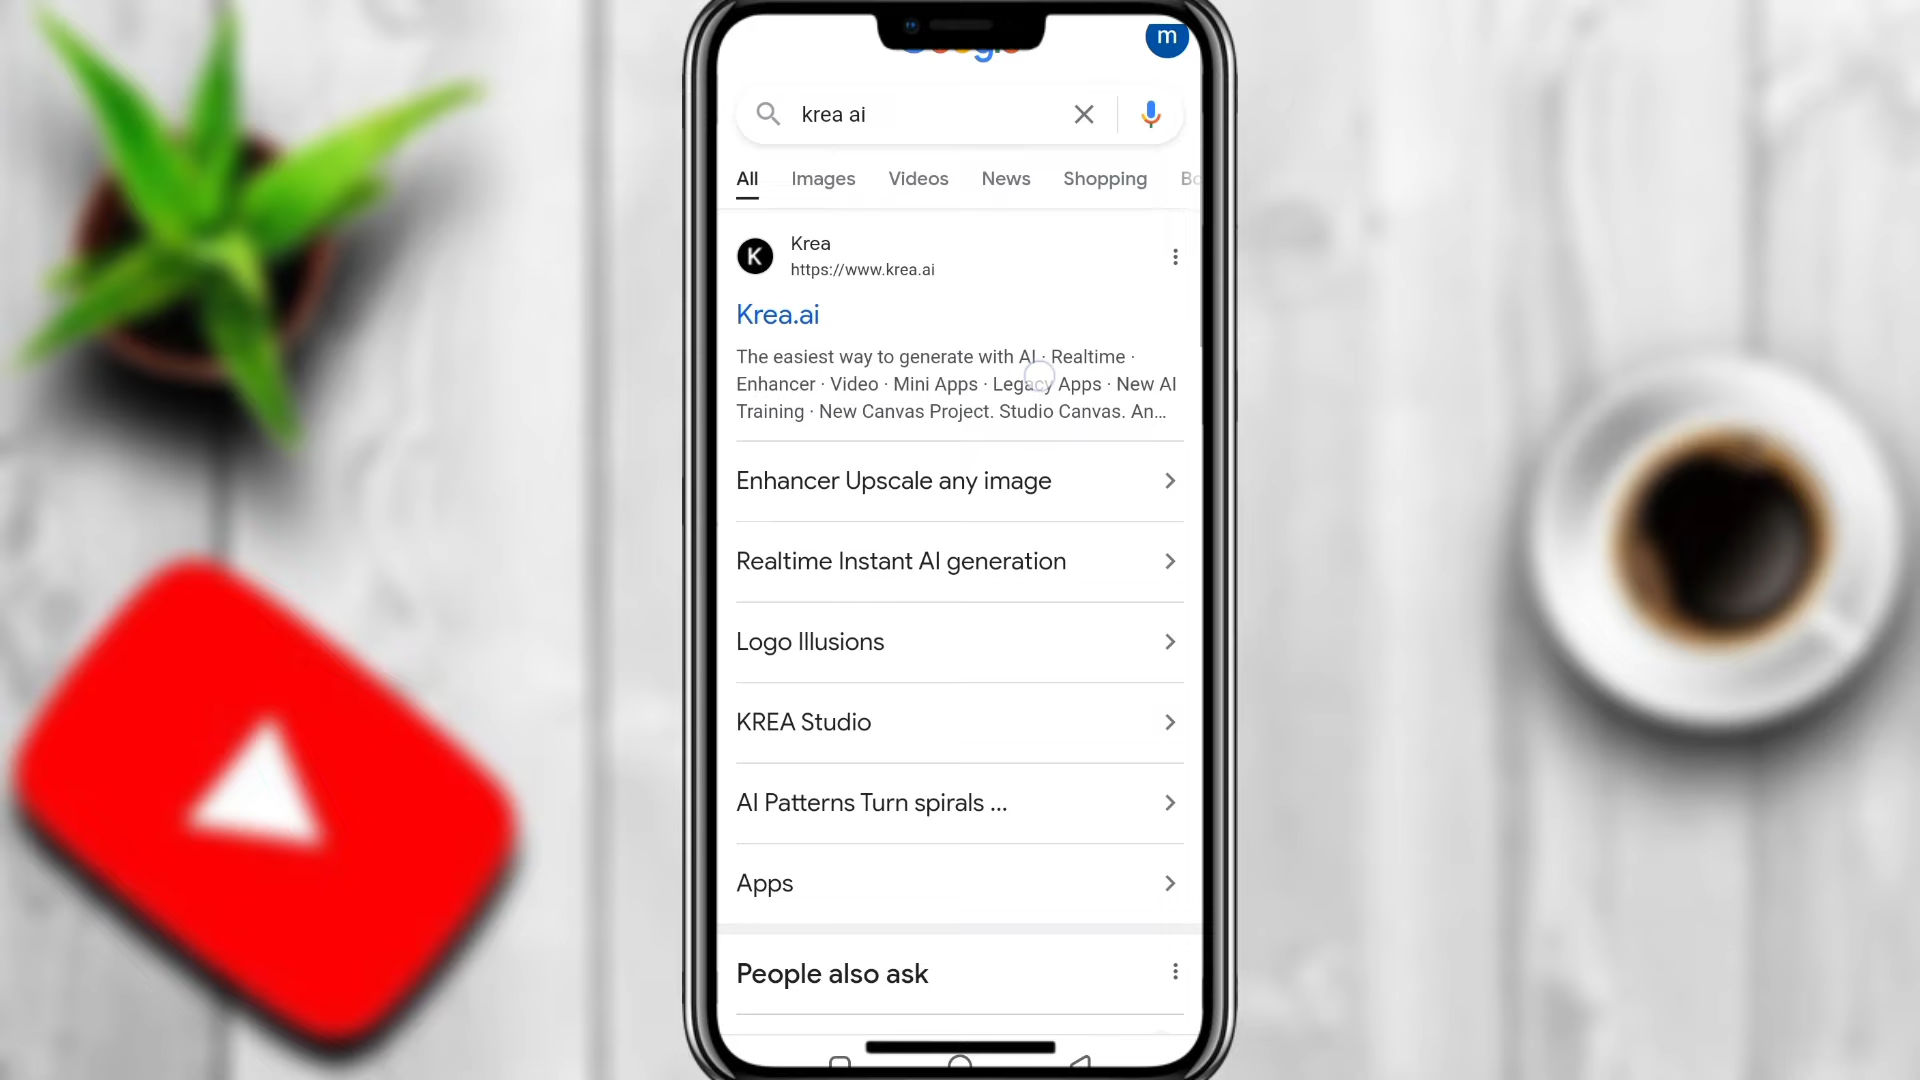 m
krea ai
All Images Videos News Shopping
K
Krea
https://www.krea.ai
Krea.ai
The easiest way to generate with AI · Realtime ·
Enhancer · Video · Mini Apps · Legacy Apps · New AI
Training · New Canvas Project. Studio Canvas. An...
Enhancer Upscale any image
Realtime Instant AI generation
Logo Illusions
KREA Studio
AI Patterns Turn spirals ...
Apps
People also ask